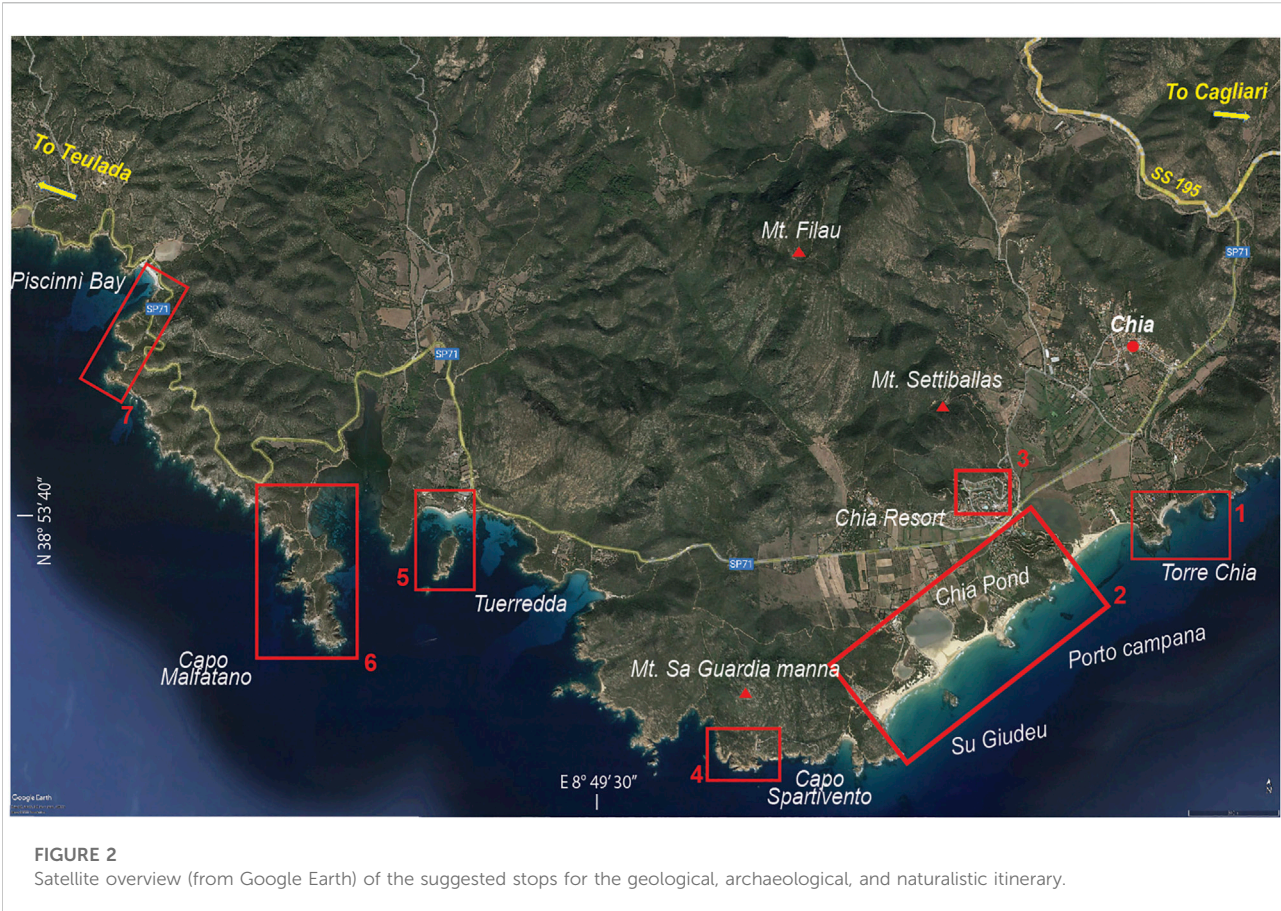 To Cagliari
To Teulada
SS 195
Mt. Filau
SP71
Piscinnì Bay
SP71
Chia
SP71
Mt. Settiballas
7
3
N 38° 53' 40"
Chia Resort
1
5
SP71
Torre Chia
Chia Pond
2
Tuerredda
Porto campana
6
Capo
Malfatano
Mt. Sa Guardia manna
Su Giudeu
4
E 8° 49' 30"
Capo
Spartivento
Google Earth
N
FIGURE 2
Satellite overview (from Google Earth) of the suggested stops for the geological, archaeological, and naturalistic itinerary.